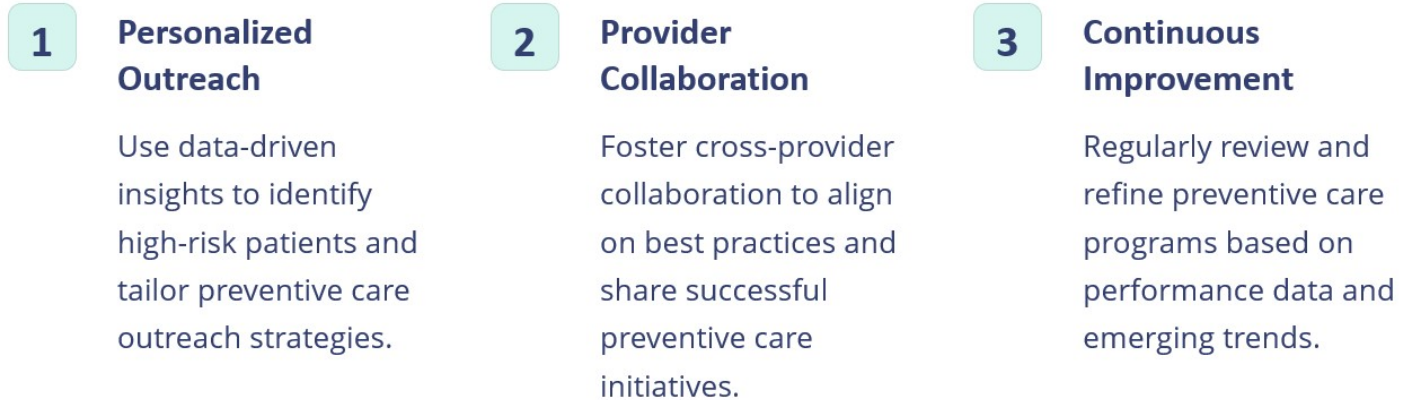 1
Personalized
Outreach
Use data-driven
insights to identify
high-risk patients and
tailor preventive care
outreach strategies.
2
Provider
Collaboration
Foster cross-provider
collaboration to align
on best practices and
share successful
preventive care
initiatives.
3
Continuous
Improvement
Regularly review and
refine preventive care
programs based on
performance data and
emerging trends.